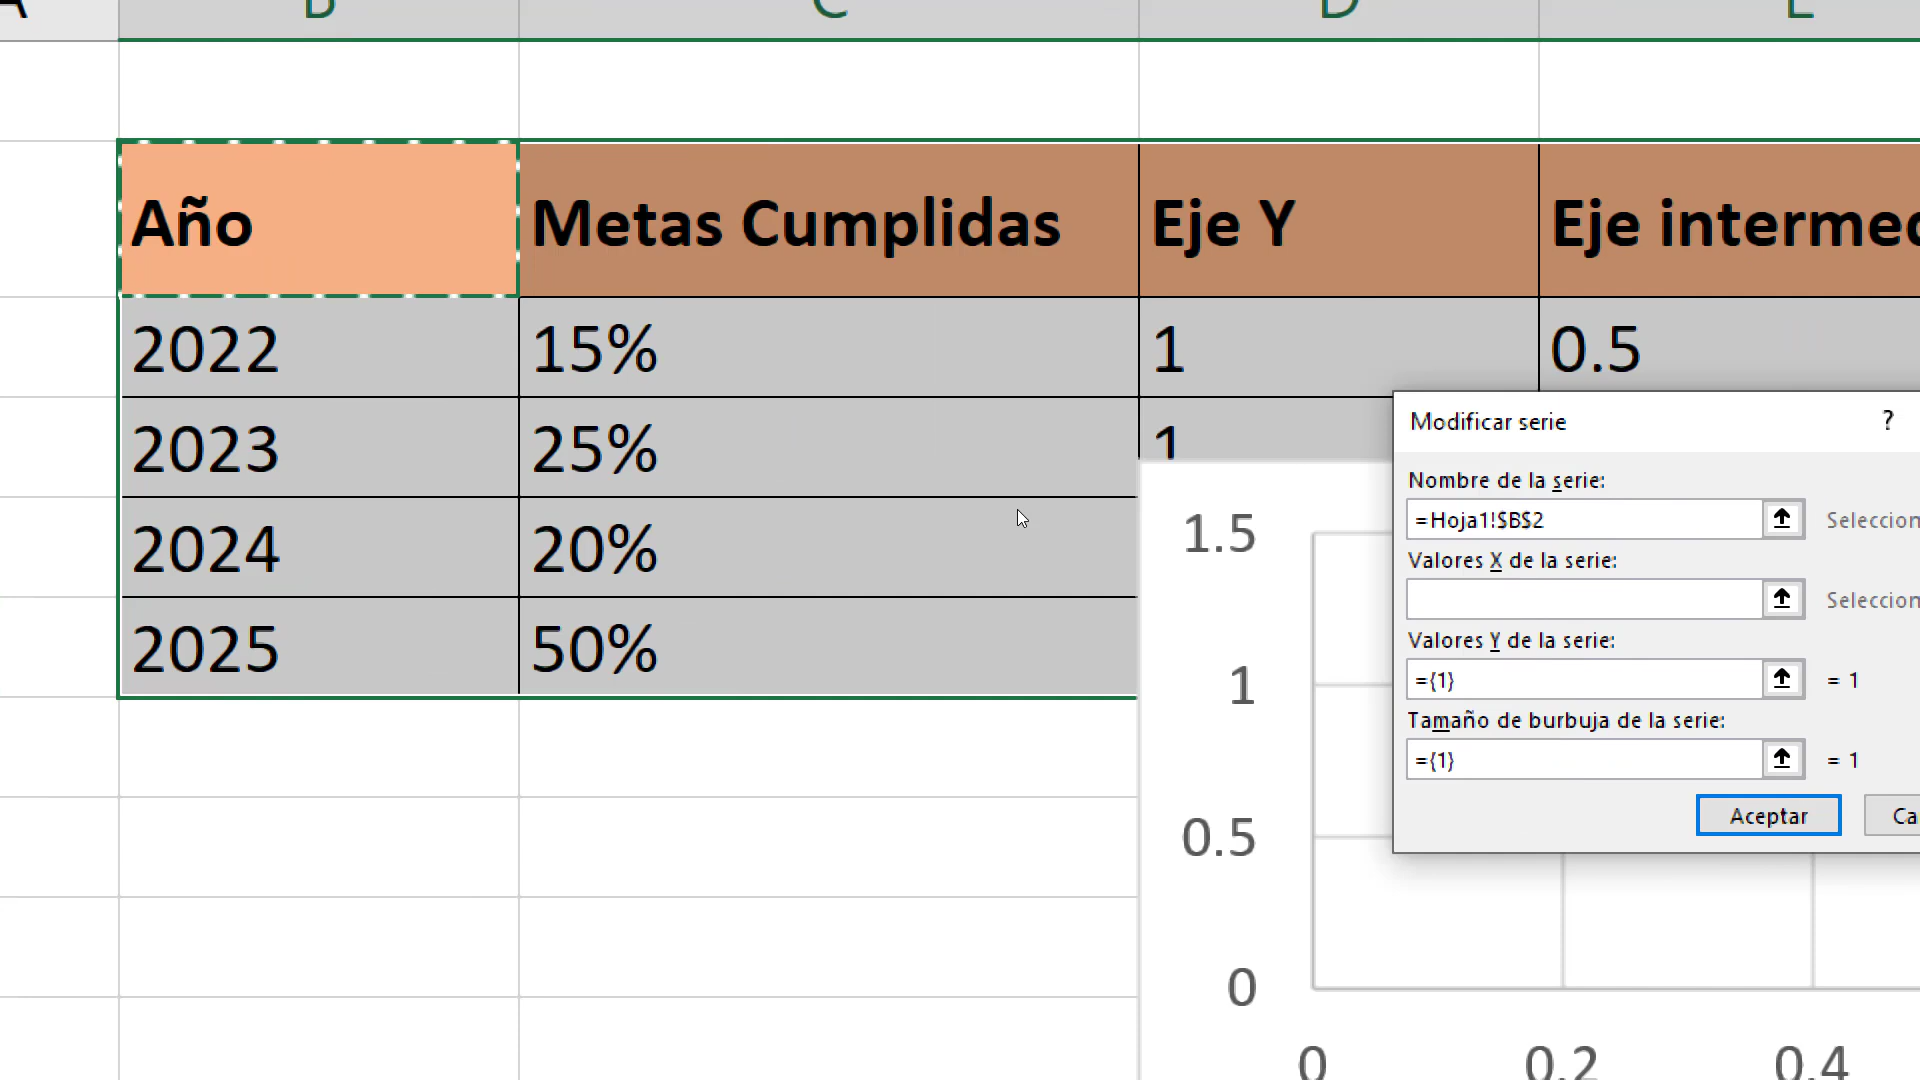 A B C D E
Año Metas Cumplidas Eje Y Eje intermed
2022 15% 1 0.5
2023 25% 1
2024 20%
2025 50%
Modificar serie ?
Nombre de la serie:
=Hoja1!$B$2 Seleccion
Valores X de la serie:
Seleccion
Valores Y de la serie:
={1} = 1
Tamaño de burbuja de la serie:
={1} = 1
Aceptar Ca
1.5
1
0.5
0
0 0.2 0.4